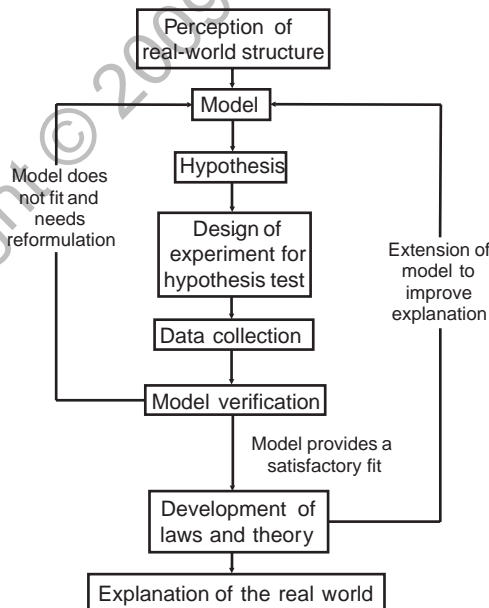 Perception of
real-world structure
Model
Hypothesis
Model does
not fit and
needs
reformulation
Design of
experiment for
hypothesis test
Extension of
model to
improve
explanation
Data collection
Model verification
Model provides a
satisfactory fit
Development of
laws and theory
Explanation of the real world
ght © 2009